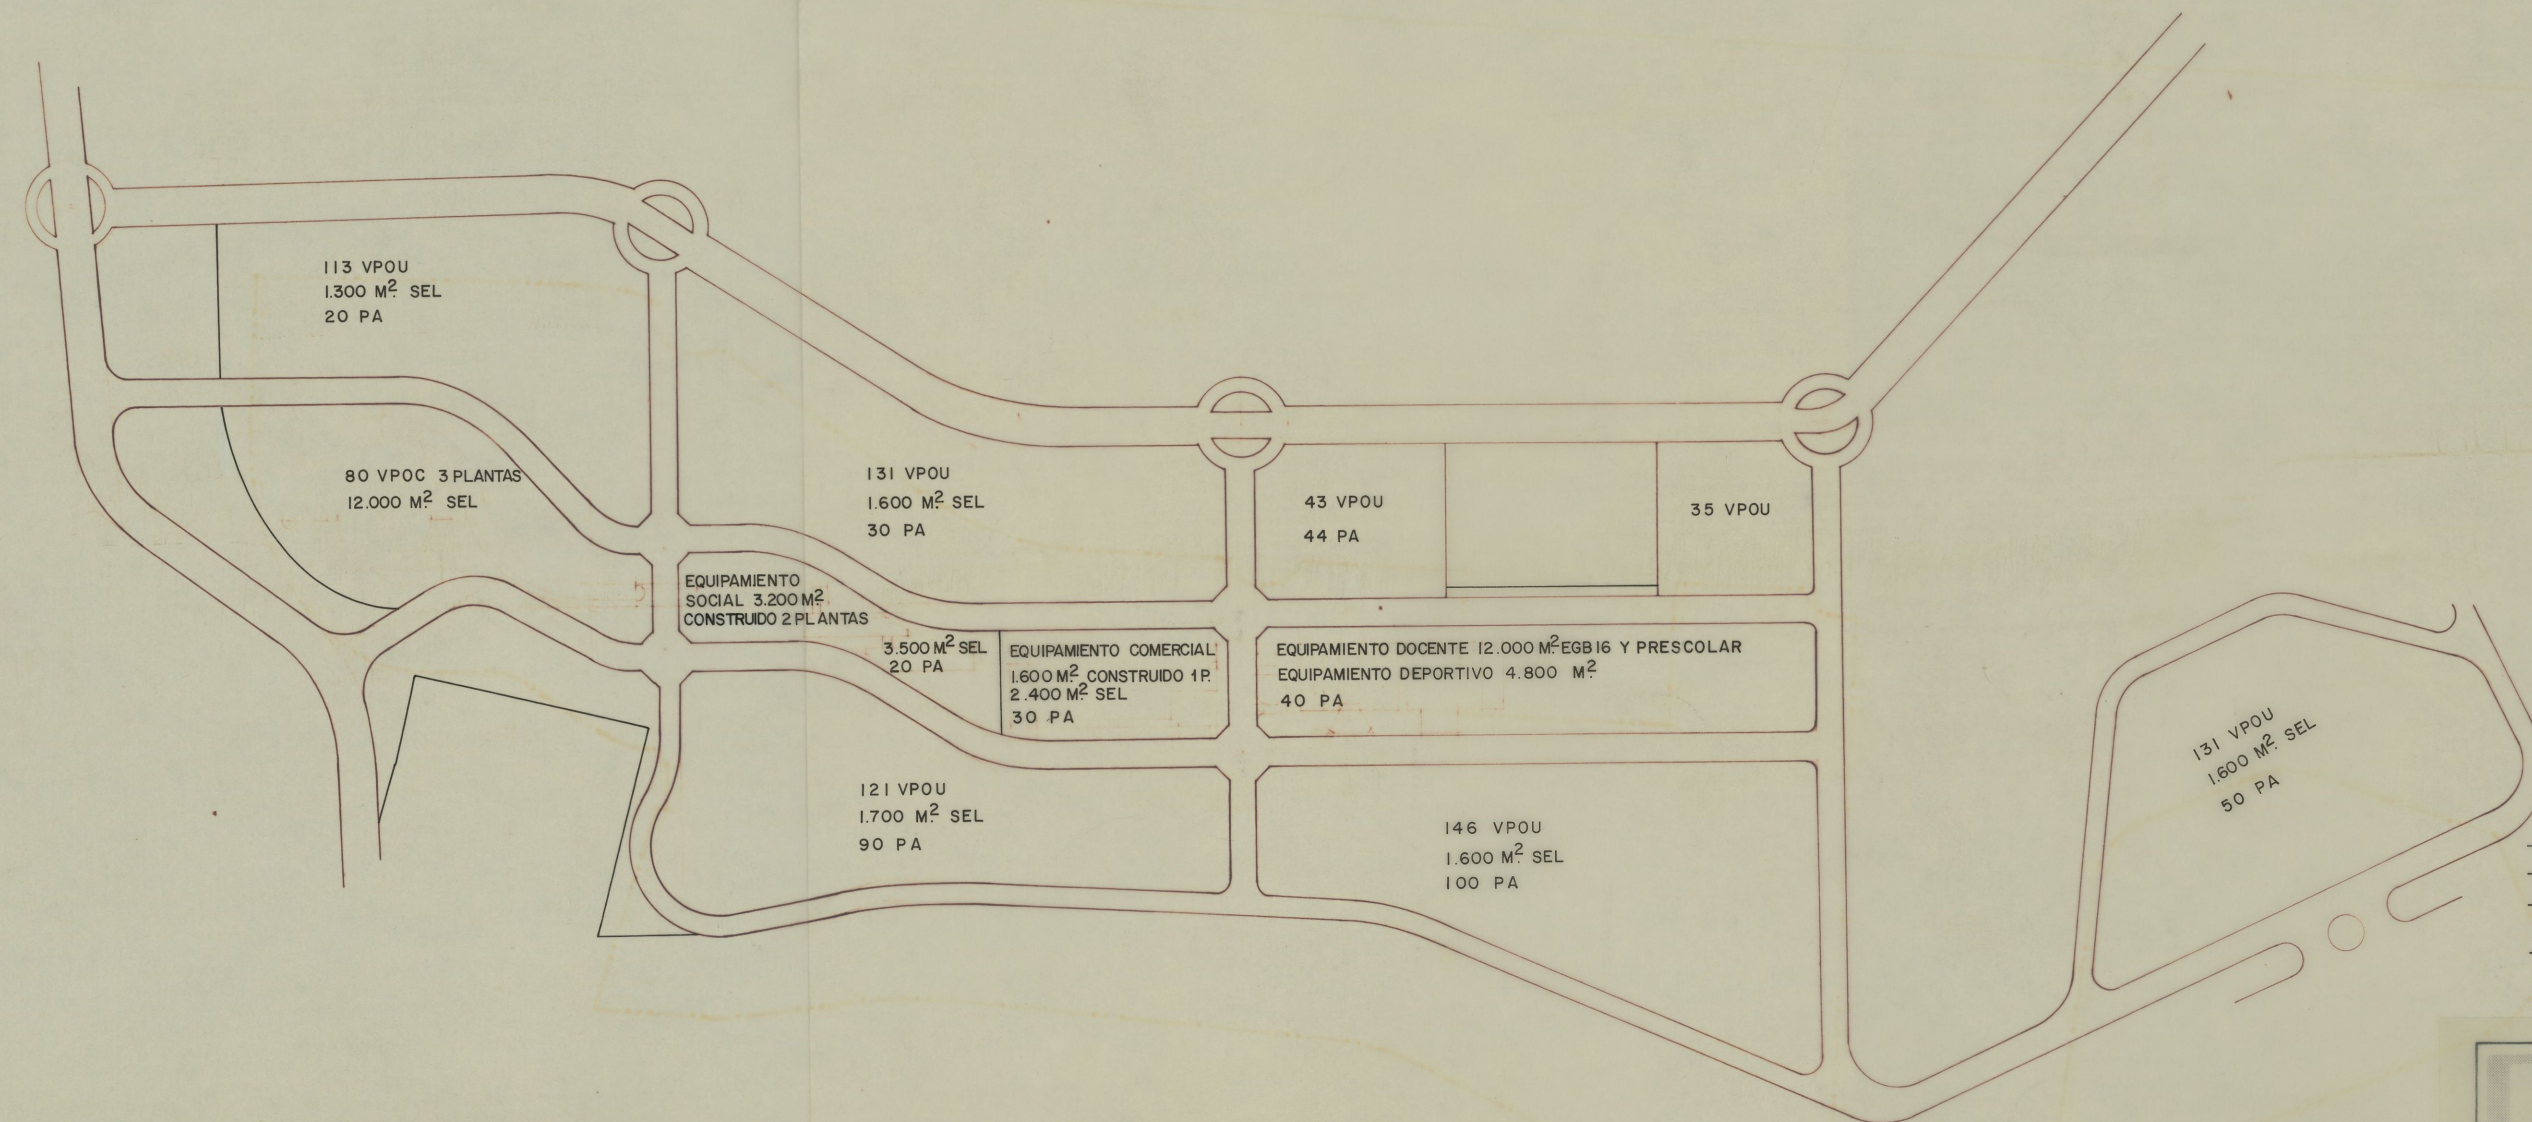 113 VPOU
1.300 M² SEL
20 PA
80 VPOC 3 PLANTAS
12.000 M² SEL
131 VPOU
1.600 M² SEL
30 PA
43 VPOU
44 PA
35 VPOU
EQUIPAMIENTO
SOCIAL 3.200 M²
CONSTRUIDO 2 PLANTAS
3.500 M² SEL
20 PA
EQUIPAMIENTO COMERCIAL
1.600 M² CONSTRUIDO 1 P.
2.400 M² SEL
30 PA
EQUIPAMIENTO DOCENTE 12.000 M² EGB 16 Y PRESCOLAR
EQUIPAMIENTO DEPORTIVO 4.800 M²
40 PA
121 VPOU
1.700 M² SEL
90 PA
146 VPOU
1.600 M² SEL
100 PA
131 VPOU
1.600 M² SEL
50 PA